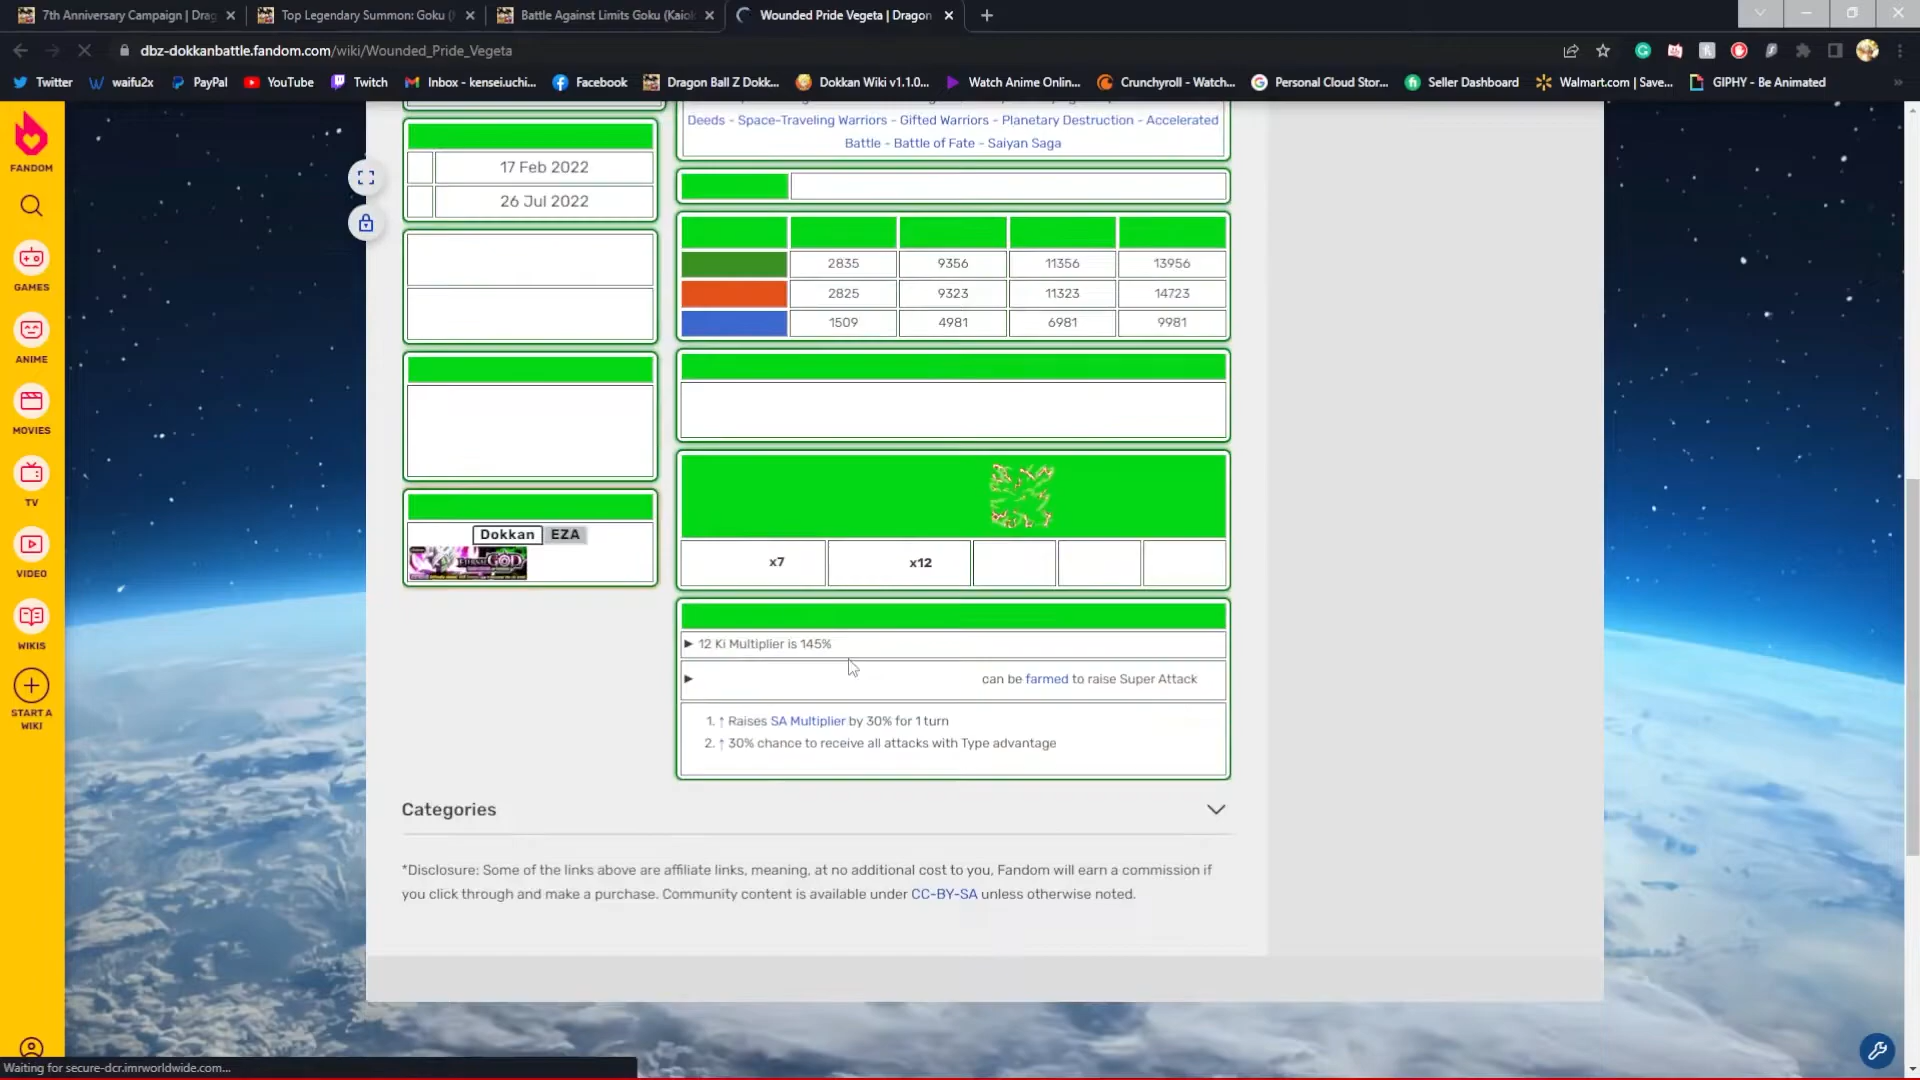 7th Anniversary Campaign | Drag
Top Legendary Summon: Goku (
Battle Against Limits Goku (Kaiok
Wounded Pride Vegeta | Dragon
dbz-dokkanbattle.fandom.com/wiki/Wounded_Pride_Vegeta
Twitter
waifu2x
PayPal
YouTube
Twitch
Inbox - kensei.uchi...
Facebook
Dragon Ball Z Dokk...
Dokkan Wiki v1.1.0...
Watch Anime Onlin...
Crunchyroll - Watch...
Personal Cloud Stor...
Seller Dashboard
Walmart.com | Save...
GIPHY - Be Animated
FANDOM
GAMES
ANIME
MOVIES
TV
VIDEO
WIKIS
START A
WIKI
17 Feb 2022
26 Jul 2022
Dokkan EZA
ETERNAL GOD
Deeds - Space-Traveling Warriors - Gifted Warriors - Planetary Destruction - Accelerated
Battle - Battle of Fate - Saiyan Saga
2835 9356 11356 13956
2825 9323 11323 14723
1509 4981 6981 9981
x7 x12
► 12 Ki Multiplier is 145%
► can be farmed to raise Super Attack
1. ↑ Raises SA Multiplier by 30% for 1 turn
2. ↑ 30% chance to receive all attacks with Type advantage
Categories
*Disclosure: Some of the links above are affiliate links, meaning, at no additional cost to you, Fandom will earn a commission if
you click through and make a purchase. Community content is available under CC-BY-SA unless otherwise noted.
Waiting for secure-dcr.imrworldwide.com...